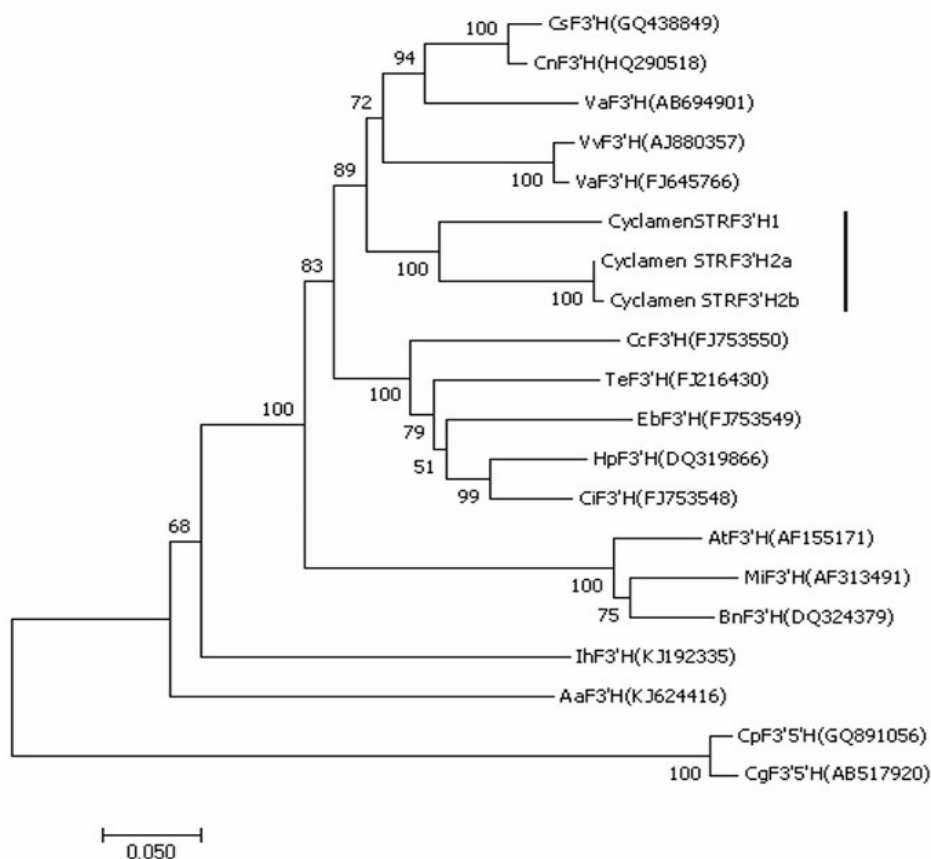 100
CsF3'H(GQ438849)
94
CnF3'H(HQ290518)
72
VaF3'H(AB694901)
VvF3'H(AJ880357)
89
100
VaF3'H(FJ645766)
CyclamenSTRF3'H1
83
100
Cyclamen STRF3'H2a
100
Cyclamen STRF3'H2b
CcF3'H(FJ753550)
100
TeF3'H(FJ216430)
100
79
EbF3'H(FJ753549)
51
HpF3'H(DQ319866)
99
CiF3'H(FJ753548)
68
AtF3'H(AF155171)
100
MiF3'H(AF313491)
75
BnF3'H(DQ324379)
IhF3'H(KJ192335)
AaF3'H(KJ624416)
CpF3'5'H(GQ891056)
100
CgF3'5'H(AB517920)
0.050